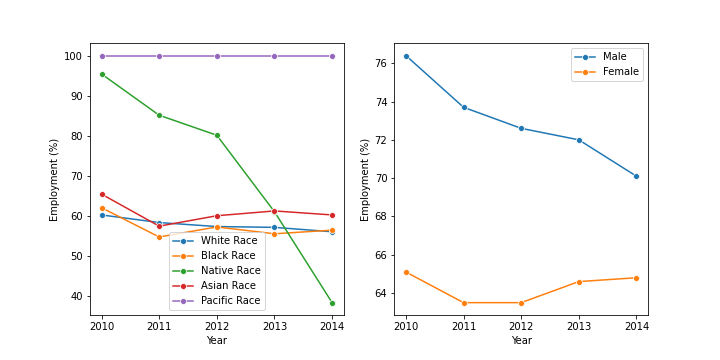 Employment (%)
100
90
80
70
60
50
40
White Race
Black Race
Native Race
Asian Race
Pacific Race
2010 2011 2012 2013 2014
Year
Employment (%)
76
74
72
70
68
66
64
Male
Female
2010 2011 2012 2013 2014
Year